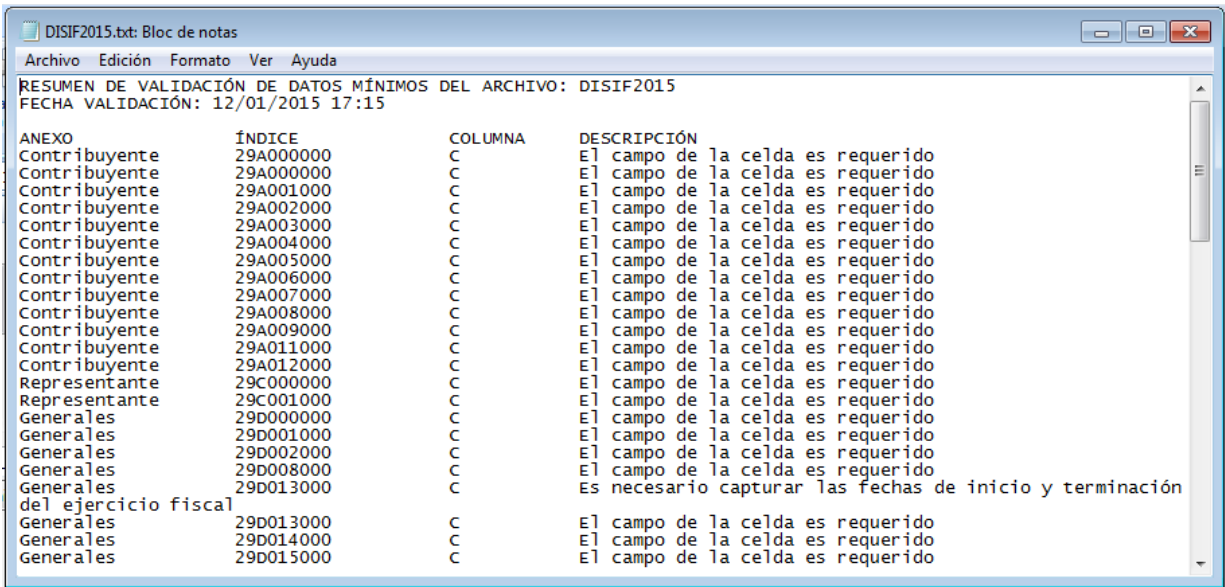 DISIF2015.txt: Bloc de notas
Archivo Edición Formato Ver Ayuda
RESUMEN DE VALIDACIÓN DE DATOS MÍNIMOS DEL ARCHIVO: DISIF2015
FECHA VALIDACIÓN: 12/01/2015 17:15
ANEXO ÍNDICE COLUMNA DESCRIPCIÓN
Contribuyente 29A000000 C El campo de la celda es requerido
Contribuyente 29A000000 C El campo de la celda es requerido
Contribuyente 29A001000 C El campo de la celda es requerido
Contribuyente 29A002000 C El campo de la celda es requerido
Contribuyente 29A003000 C El campo de la celda es requerido
Contribuyente 29A004000 C El campo de la celda es requerido
Contribuyente 29A005000 C El campo de la celda es requerido
Contribuyente 29A006000 C El campo de la celda es requerido
Contribuyente 29A007000 C El campo de la celda es requerido
Contribuyente 29A008000 C El campo de la celda es requerido
Contribuyente 29A009000 C El campo de la celda es requerido
Contribuyente 29A011000 C El campo de la celda es requerido
Contribuyente 29A012000 C El campo de la celda es requerido
Representante 29C000000 C El campo de la celda es requerido
Representante 29C001000 C El campo de la celda es requerido
Generales 29D000000 C El campo de la celda es requerido
Generales 29D001000 C El campo de la celda es requerido
Generales 29D002000 C El campo de la celda es requerido
Generales 29D008000 C El campo de la celda es requerido
Generales 29D013000 C Es necesario capturar las fechas de inicio y terminación
del ejercicio fiscal
Generales 29D013000 C El campo de la celda es requerido
Generales 29D014000 C El campo de la celda es requerido
Generales 29D015000 C El campo de la celda es requerido